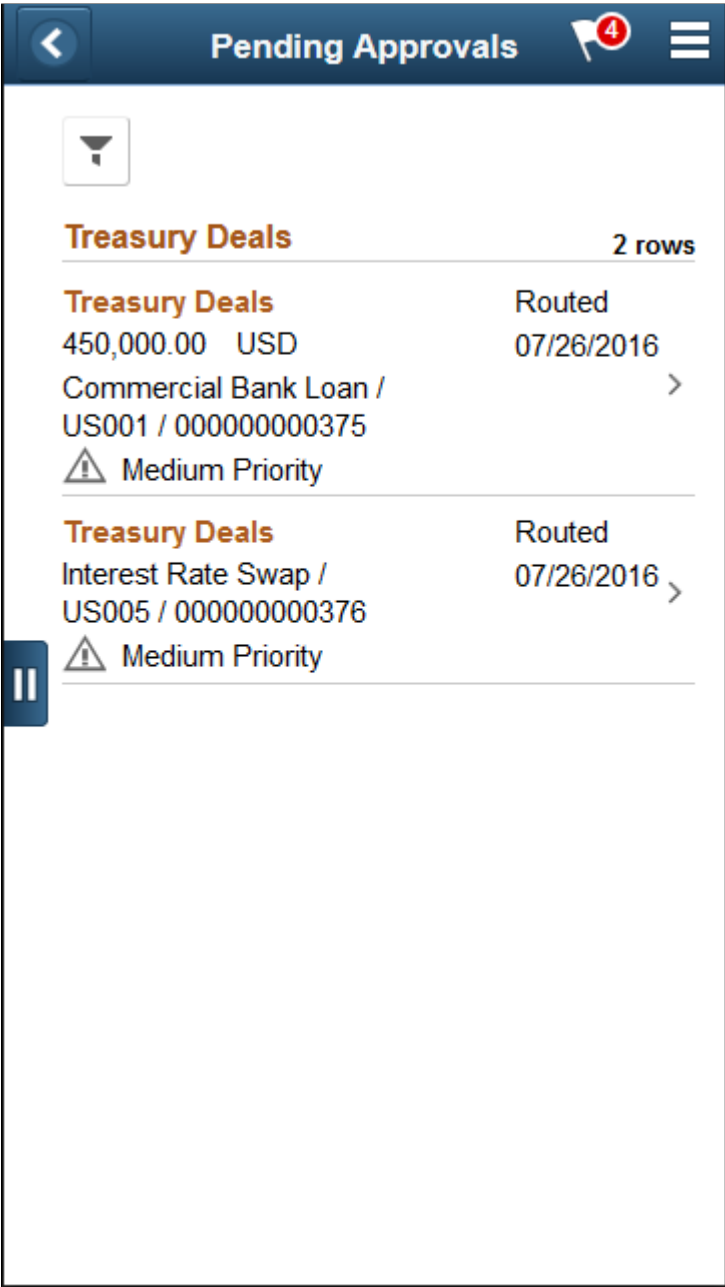 Pending Approvals
4
Treasury Deals
2 rows
Treasury Deals
Routed
450,000.00 USD
07/26/2016
Commercial Bank Loan /
US001 / 000000000375
Medium Priority
Treasury Deals
Routed
Interest Rate Swap /
07/26/2016
US005 / 000000000376
Medium Priority